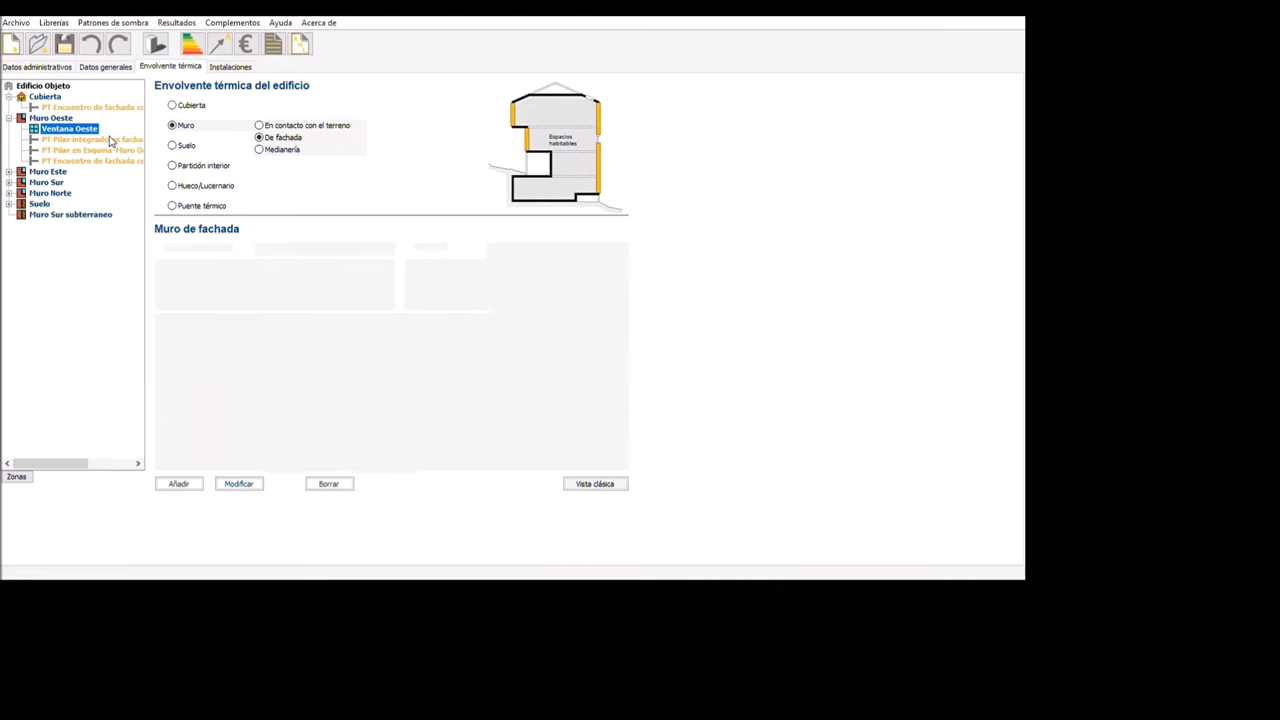 Archivo Librerías Patrones de sombra Resultados Complementos Ayuda Acerca de
Datos administrativos Datos generales Envolvente térmica Instalaciones
Edificio Objeto
Cubierta
PT Encuentro de fachada co
Muro Oeste
Ventana Oeste
PT Pilar integrado en facha
PT Pilar en Esquina-Muro O
PT Encuentro de fachada co
Muro Este
Muro Sur
Muro Norte
Suelo
Muro Sur subterraneo
Zonas
Envolvente térmica del edificio
Cubierta
Muro
En contacto con el terreno
De fachada
Medianería
Suelo
Partición interior
Hueco/Lucernario
Puente térmico
Espacios
habitables
Muro de fachada
Añadir Modificar Borrar Vista clásica